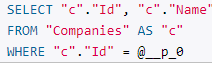 SELECT "c"."Id", "c"."Name"
FROM "Companies" AS "c"
WHERE "c"."Id" = @__p_0